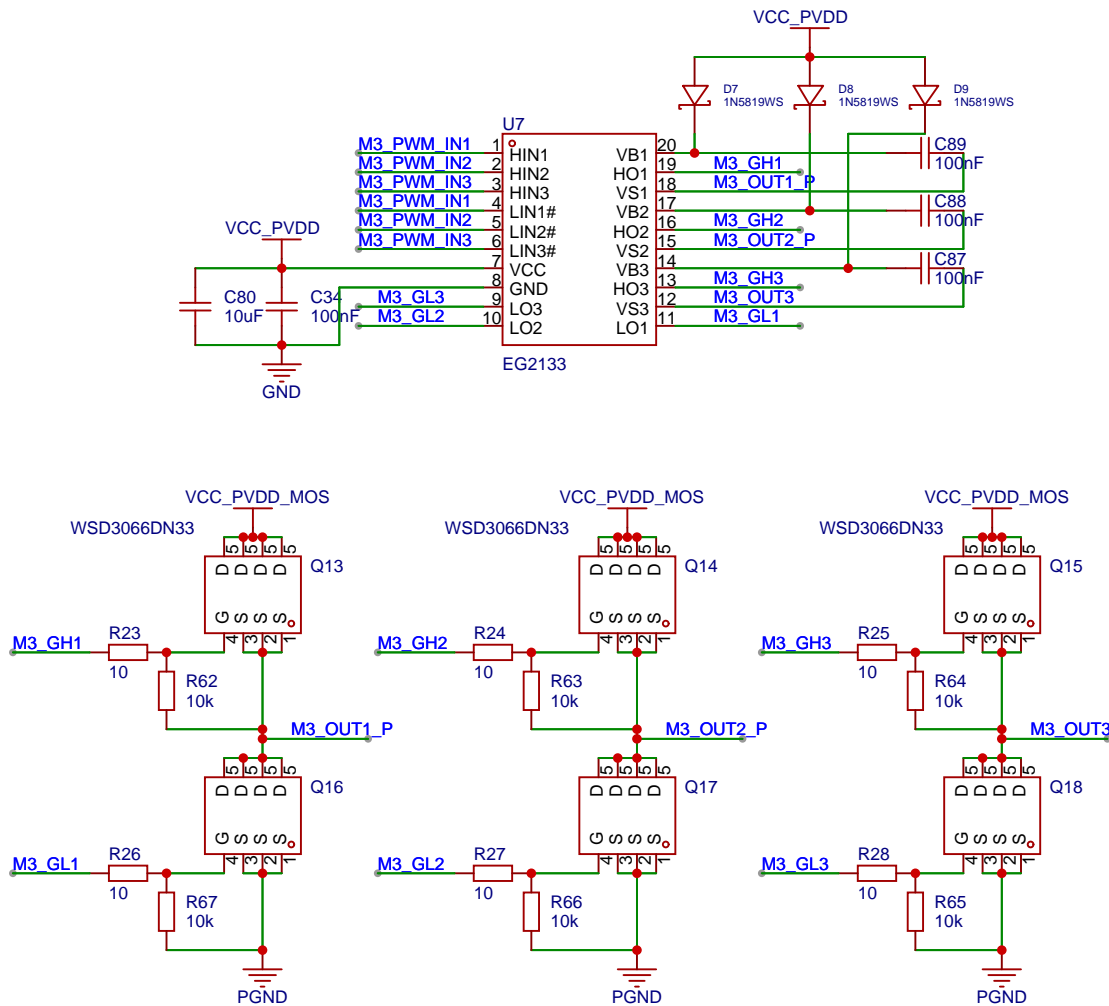 VCC_PVDD
D7
1N5819WS
D8
1N5819WS
D9
1N5819WS
U7
M3_PWM_IN1 1 HIN1 VB1 20 C89 100nF
M3_PWM_IN2 2 HIN2 HO1 19 M3_GH1
M3_PWM_IN3 3 HIN3 VS1 18 M3_OUT1_P
M3_PWM_IN1 4 LIN1# VB2 17 C88 100nF
M3_PWM_IN2 5 LIN2# HO2 16 M3_GH2
M3_PWM_IN3 6 LIN3# VS2 15 M3_OUT2_P
VCC_PVDD
7 VCC VB3 14 C87 100nF
8 GND HO3 13 M3_GH3
C80 10uF C34 100nF
M3_GL3 9 LO3 VS3 12 M3_OUT3
M3_GL2 10 LO2 LO1 11 M3_GL1
EG2133
GND
VCC_PVDD_MOS VCC_PVDD_MOS VCC_PVDD_MOS
WSD3066DN33 WSD3066DN33 WSD3066DN33
5 5 5 5 5 5 5 5 5 5 5 5
D D D D D D D D D D D D
Q13 Q14 Q15
G S S S G S S S G S S S
4 3 2 1 4 3 2 1 4 3 2 1
M3_GH1 R23 10 M3_GH2 R24 10 M3_GH3 R25 10
R62 10k R63 10k R64 10k
M3_OUT1_P M3_OUT2_P M3_OUT3
5 5 5 5 5 5 5 5 5 5 5 5
D D D D D D D D D D D D
Q16 Q17 Q18
G S S S G S S S G S S S
4 3 2 1 4 3 2 1 4 3 2 1
M3_GL1 R26 10 M3_GL2 R27 10 M3_GL3 R28 10
R67 10k R66 10k R65 10k
PGND PGND PGND